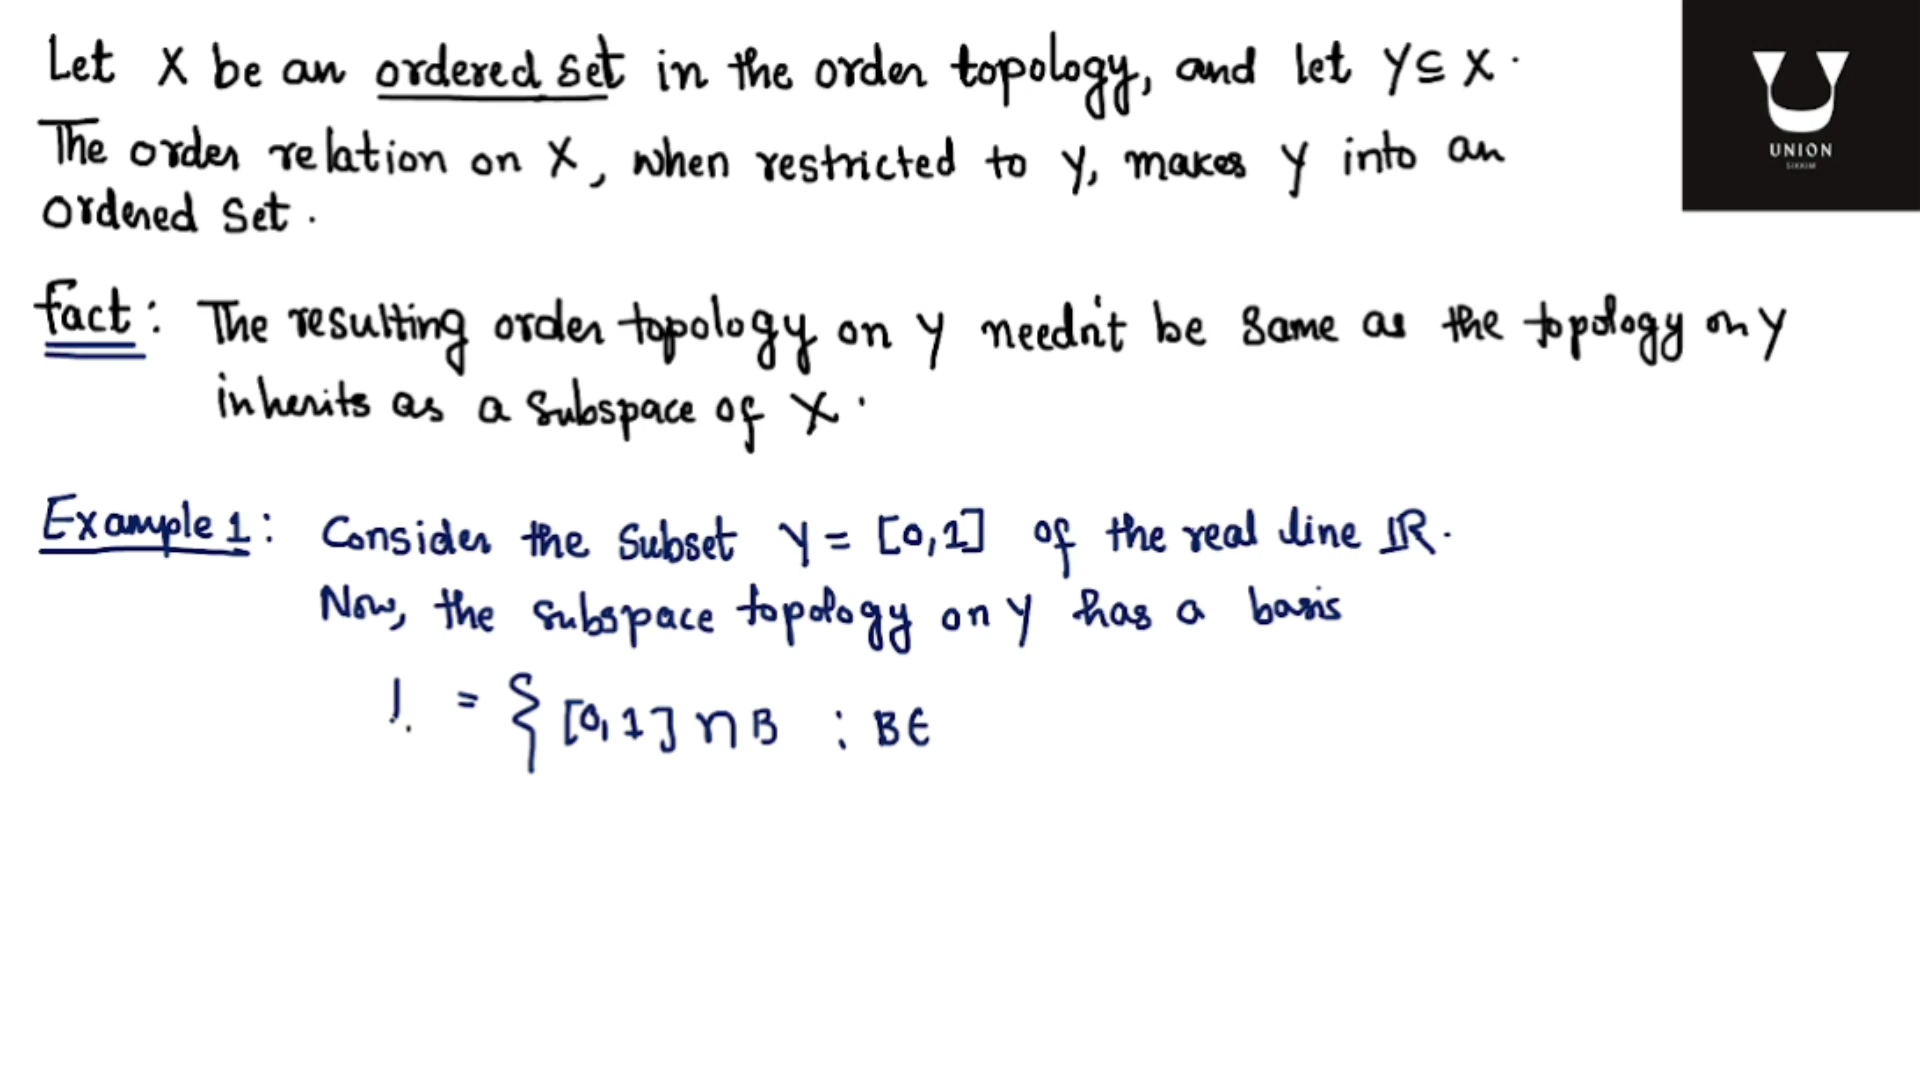 Let X be an ordered set in the order topology, and let Y ⊆ X.
The order relation on X, when restricted to Y, makes Y into an
ordered set.
UNION
SIKKIM
Fact: The resulting order topology on Y needn't be same as the topology on Y
inherits as a subspace of X.
Example 1: Consider the subset Y = [0,1] of the real line ℝ.
Now, the subspace topology on Y has a basis
= { [0,1] ∩ B : B ∈